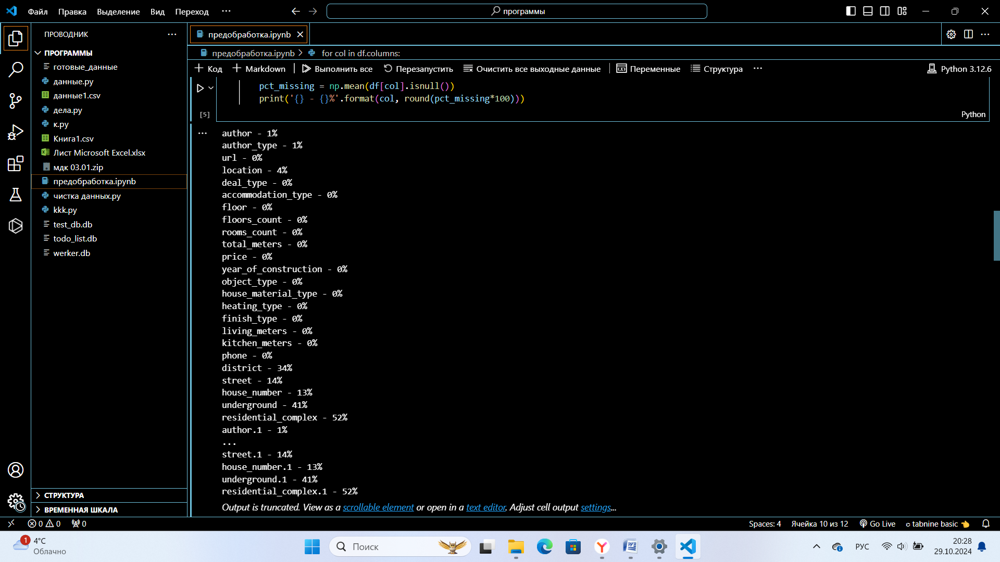 Файл Правка Выделение Вид Переход ···
программы
ПРОВОДНИК
ПРОГРАММЫ
готовые_данные
данные.py
данные1.csv
дела.py
к.py
Книга1.csv
Лист Microsoft Excel.xlsx
мдк 03.01.zip
предобработка.ipynb
чистка данных.py
kkk.py
test_db.db
todo_list.db
werker.db
СТРУКТУРА
ВРЕМЕННАЯ ШКАЛА
предобработка.ipynb
предобработка.ipynb > for col in df.columns:
+ Код + Markdown Выполнить все Перезапустить Очистить все выходные данные Переменные Структура ··· Python 3.12.6
pct_missing = np.mean(df[col].isnull())
print('{} - {}%'.format(col, round(pct_missing*100)))
[5]
Python
author - 1%
author_type - 1%
url - 0%
location - 4%
deal_type - 0%
accommodation_type - 0%
floor - 0%
floors_count - 0%
rooms_count - 0%
total_meters - 0%
price - 0%
year_of_construction - 0%
object_type - 0%
house_material_type - 0%
heating_type - 0%
finish_type - 0%
living_meters - 0%
kitchen_meters - 0%
phone - 0%
district - 34%
street - 14%
house_number - 13%
underground - 41%
residential_complex - 52%
author.1 - 1%
...
street.1 - 14%
house_number.1 - 13%
underground.1 - 41%
residential_complex.1 - 52%
Output is truncated. View as a scrollable element or open in a text editor. Adjust cell output settings...
0 0 0
Spaces: 4 Ячейка 10 из 12 Go Live tabnine basic
1
4°C
Облачно
Поиск
РУС
20:28
29.10.2024